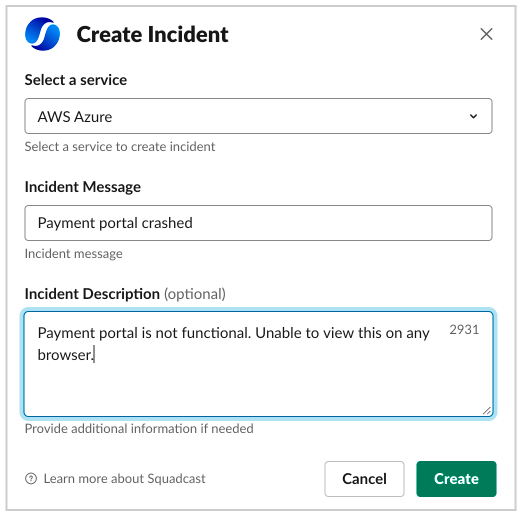 Create Incident
Select a service
AWS Azure
Select a service to create incident
Incident Message
Payment portal crashed
Incident message
Incident Description (optional)
Payment portal is not functional. Unable to view this on any 2931
browser.
Provide additional information if needed
Learn more about Squadcast
Cancel
Create